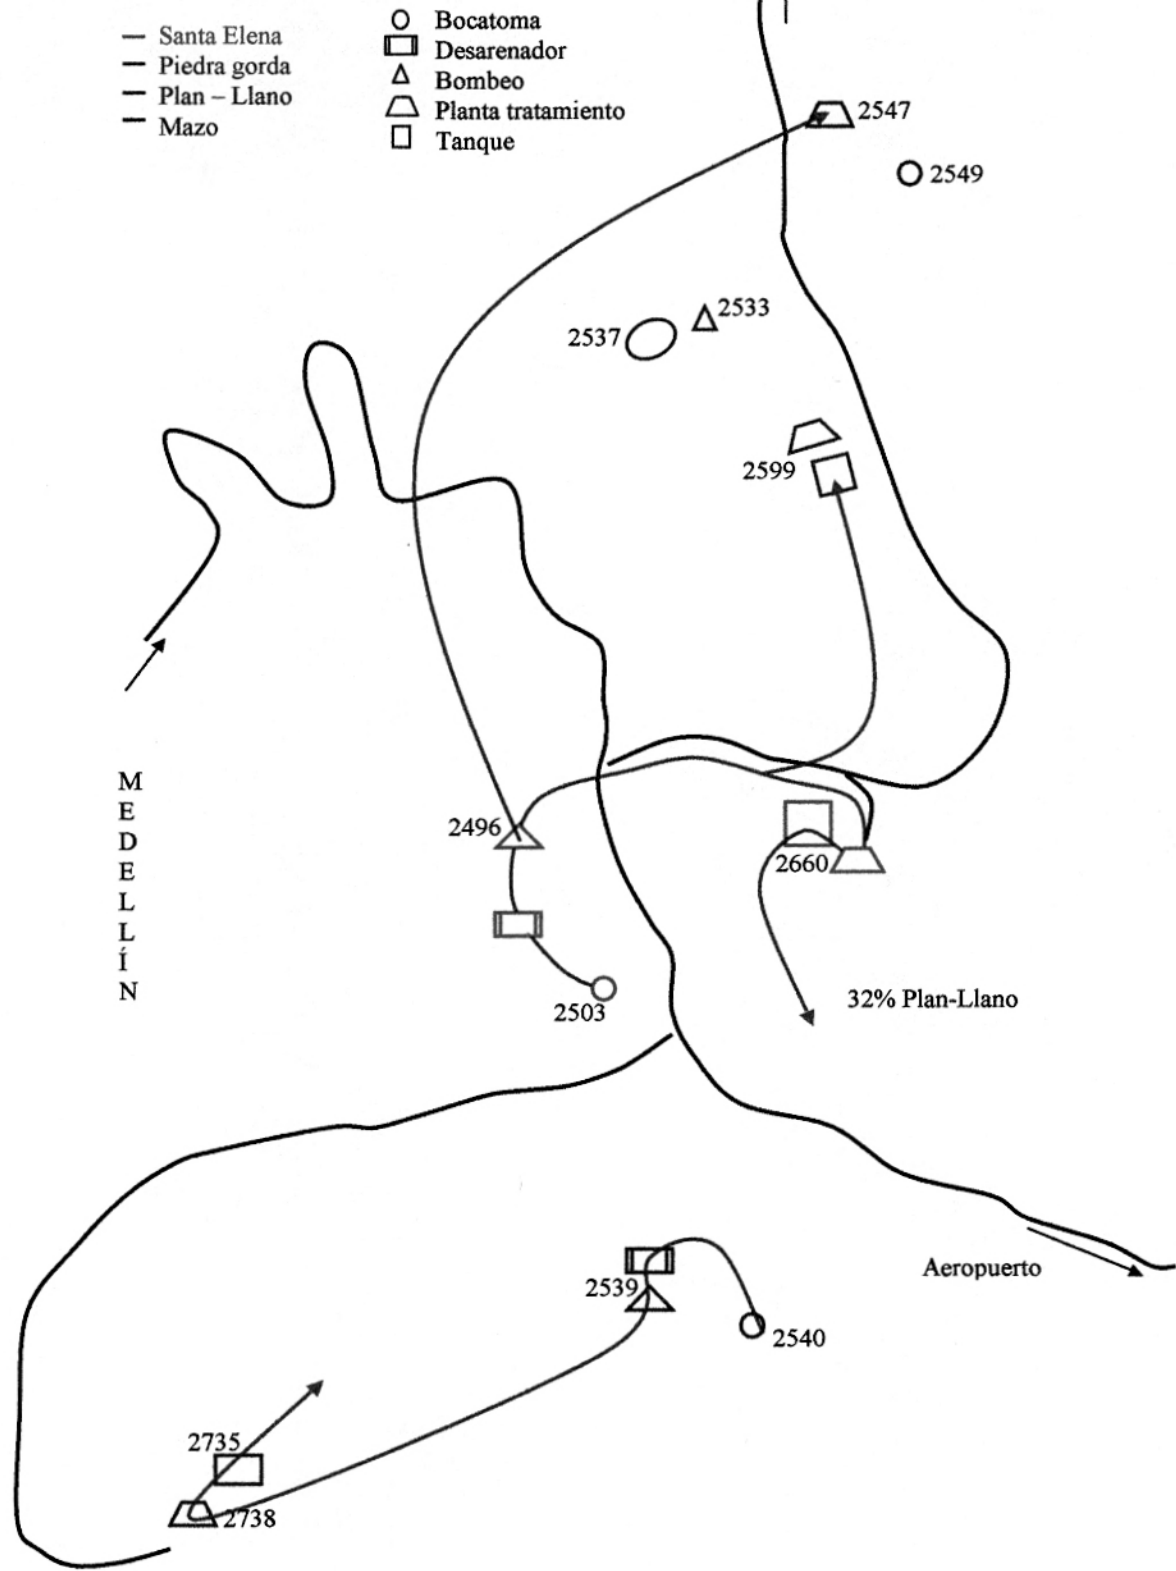 Santa Elena
Piedra gorda
Plan – Llano
Mazo
Bocatoma
Desarenador
Bombeo
Planta tratamiento
Tanque
2547
2549
2533
2537
2599
MEDELLÍN
2496
2660
2503
32% Plan-Llano
Aeropuerto
2539
2540
2735
2738